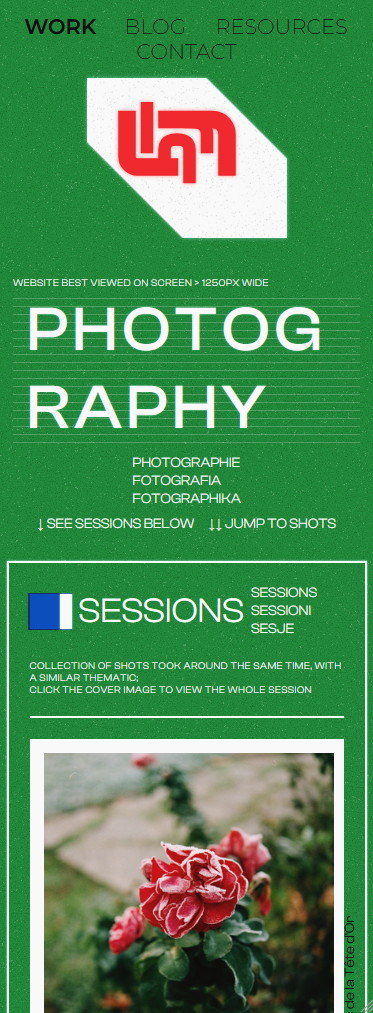 WORK BLOG RESOURCES
CONTACT
WEBSITE BEST VIEWED ON SCREEN > 1250PX WIDE
PHOTOG
RAPHY
PHOTOGRAPHIE
FOTOGRAFIA
FOTOGRAPHIKA
↓ SEE SESSIONS BELOW ↓↓ JUMP TO SHOTS
SESSIONS
SESSIONS
SESSIONI
SESJE
COLLECTION OF SHOTS TOOK AROUND THE SAME TIME, WITH
A SIMILAR THEMATIC;
CLICK THE COVER IMAGE TO VIEW THE WHOLE SESSION
de la Tête d'Or